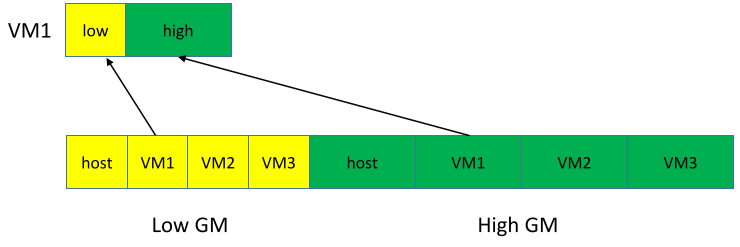 VM1 low high
host VM1 VM2 VM3 host VM1 VM2 VM3
Low GM High GM